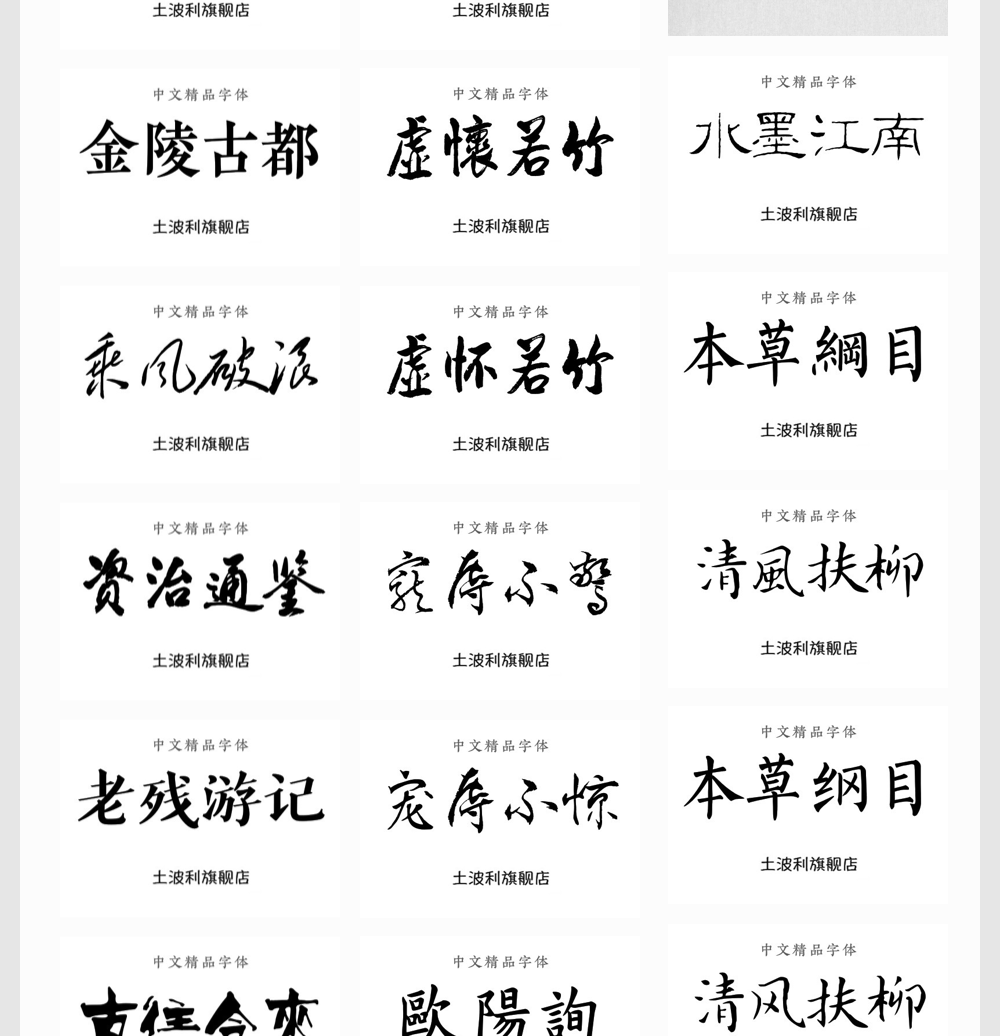 土波利旗舰店
中文精品字体
金陵古都
土波利旗舰店
中文精品字体
乘风破浪
土波利旗舰店
中文精品字体
资治通鉴
土波利旗舰店
中文精品字体
老残游记
土波利旗舰店
中文精品字体
古往今來
土波利旗舰店
中文精品字体
虚懷若竹
土波利旗舰店
中文精品字体
虚怀若竹
土波利旗舰店
中文精品字体
寵辱不驚
土波利旗舰店
中文精品字体
宠辱不惊
土波利旗舰店
中文精品字体
歐陽詢
中文精品字体
水墨江南
土波利旗舰店
中文精品字体
本草綱目
土波利旗舰店
中文精品字体
清風扶柳
土波利旗舰店
中文精品字体
本草纲目
土波利旗舰店
中文精品字体
清风扶柳